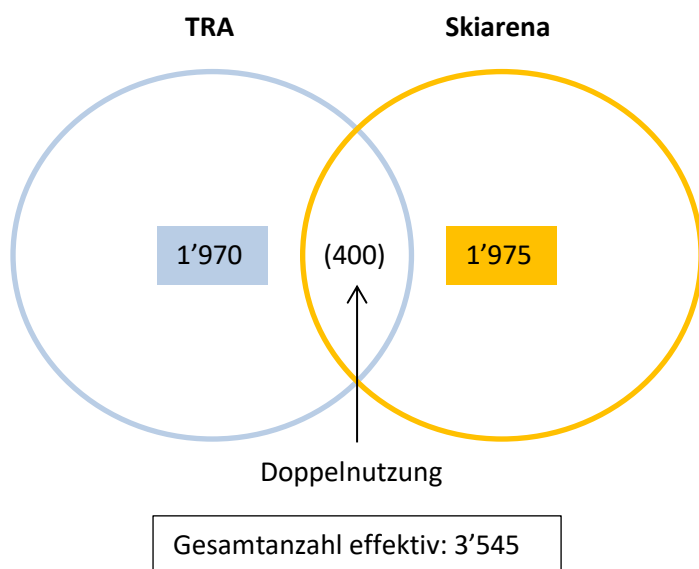 TRA Skiarena
1’970 (400) 1’975
Doppelnutzung
Gesamtanzahl effektiv: 3’545